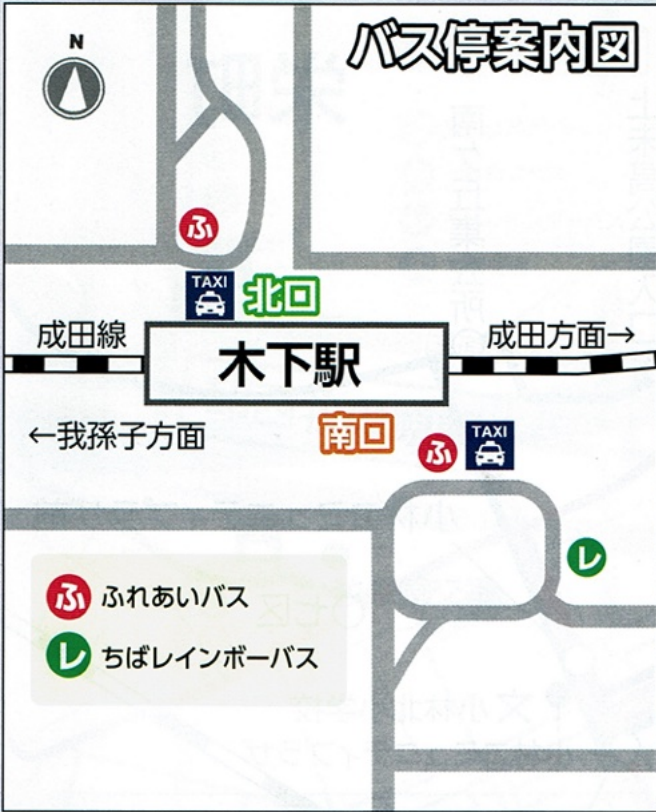 バス停案内図
N
ふ
TAXI
北口
成田線
木下駅
成田方面→
←我孫子方面
南口
ふ
TAXI
レ
ふ ふれあいバス
レ ちばレインボーバス